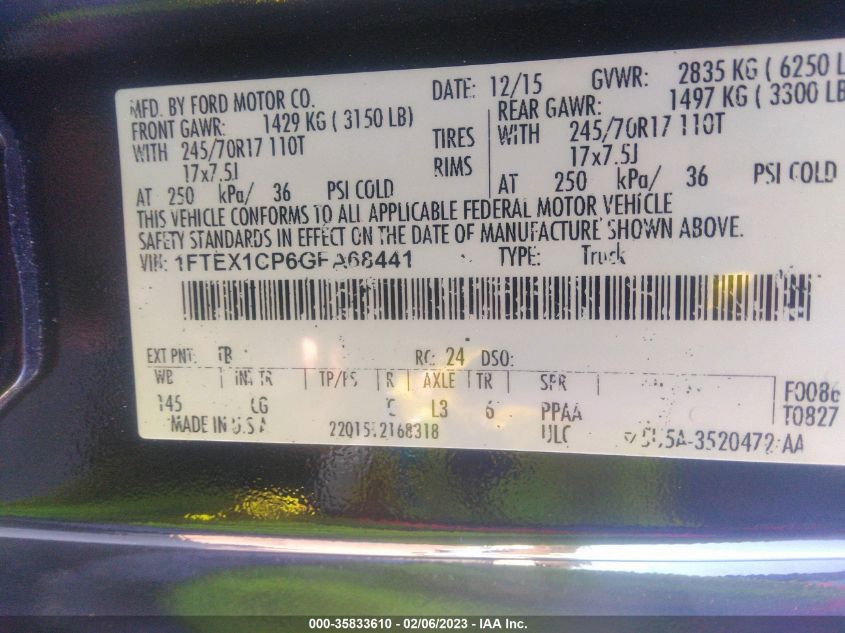 MFD. BY FORD MOTOR CO. DATE: 12/15 GVWR: 2835 KG ( 6250 L
FRONT GAWR: 1429 KG ( 3150 LB) REAR GAWR: 1497 KG ( 3300 LB
WITH 245/70R17 110T TIRES WITH 245/70R17 110T
17x7.5J RIMS 17x7.5J
AT 250 kPa/ 36 PSI COLD AT 250 kPa/ 36 PSI COLD
THIS VEHICLE CONFORMS TO ALL APPLICABLE FEDERAL MOTOR VEHICLE
SAFETY STANDARDS IN EFFECT ON THE DATE OF MANUFACTURE SHOWN ABOVE.
VIN: 1FTEX1CP6GFA68441 TYPE: Truck
EXT PNT: RC: 24 DSO:
WB INT TR TP/PS R AXLE TR SPR
145 L3 6 PPAA F008
T0827
MADE IN U.S.A ULC
000-35833610 - 02/06/2023 - IAA Inc.